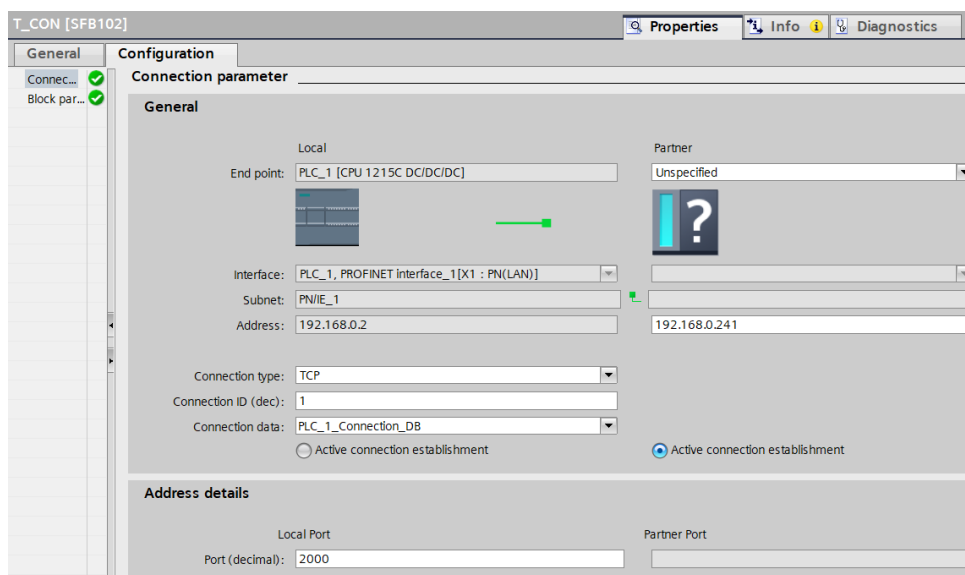 T_CON [SFB102]
Properties Info Diagnostics
General Configuration
Connec...
Block par...
Connection parameter
General
Local Partner
End point: PLC_1 [CPU 1215C DC/DC/DC] Unspecified
?
Interface: PLC_1, PROFINET interface_1[X1 : PN(LAN)]
Subnet: PN/IE_1
Address: 192.168.0.2 192.168.0.241
Connection type: TCP
Connection ID (dec): 1
Connection data: PLC_1_Connection_DB
Active connection establishment Active connection establishment
Address details
Local Port Partner Port
Port (decimal): 2000